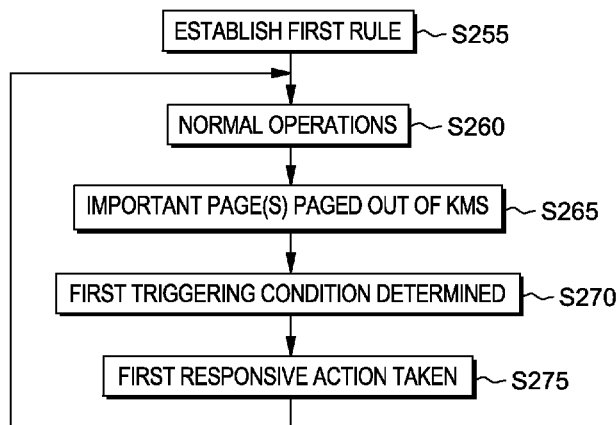 ESTABLISH FIRST RULE S255
NORMAL OPERATIONS S260
IMPORTANT PAGE(S) PAGED OUT OF KMS S265
FIRST TRIGGERING CONDITION DETERMINED S270
FIRST RESPONSIVE ACTION TAKEN S275